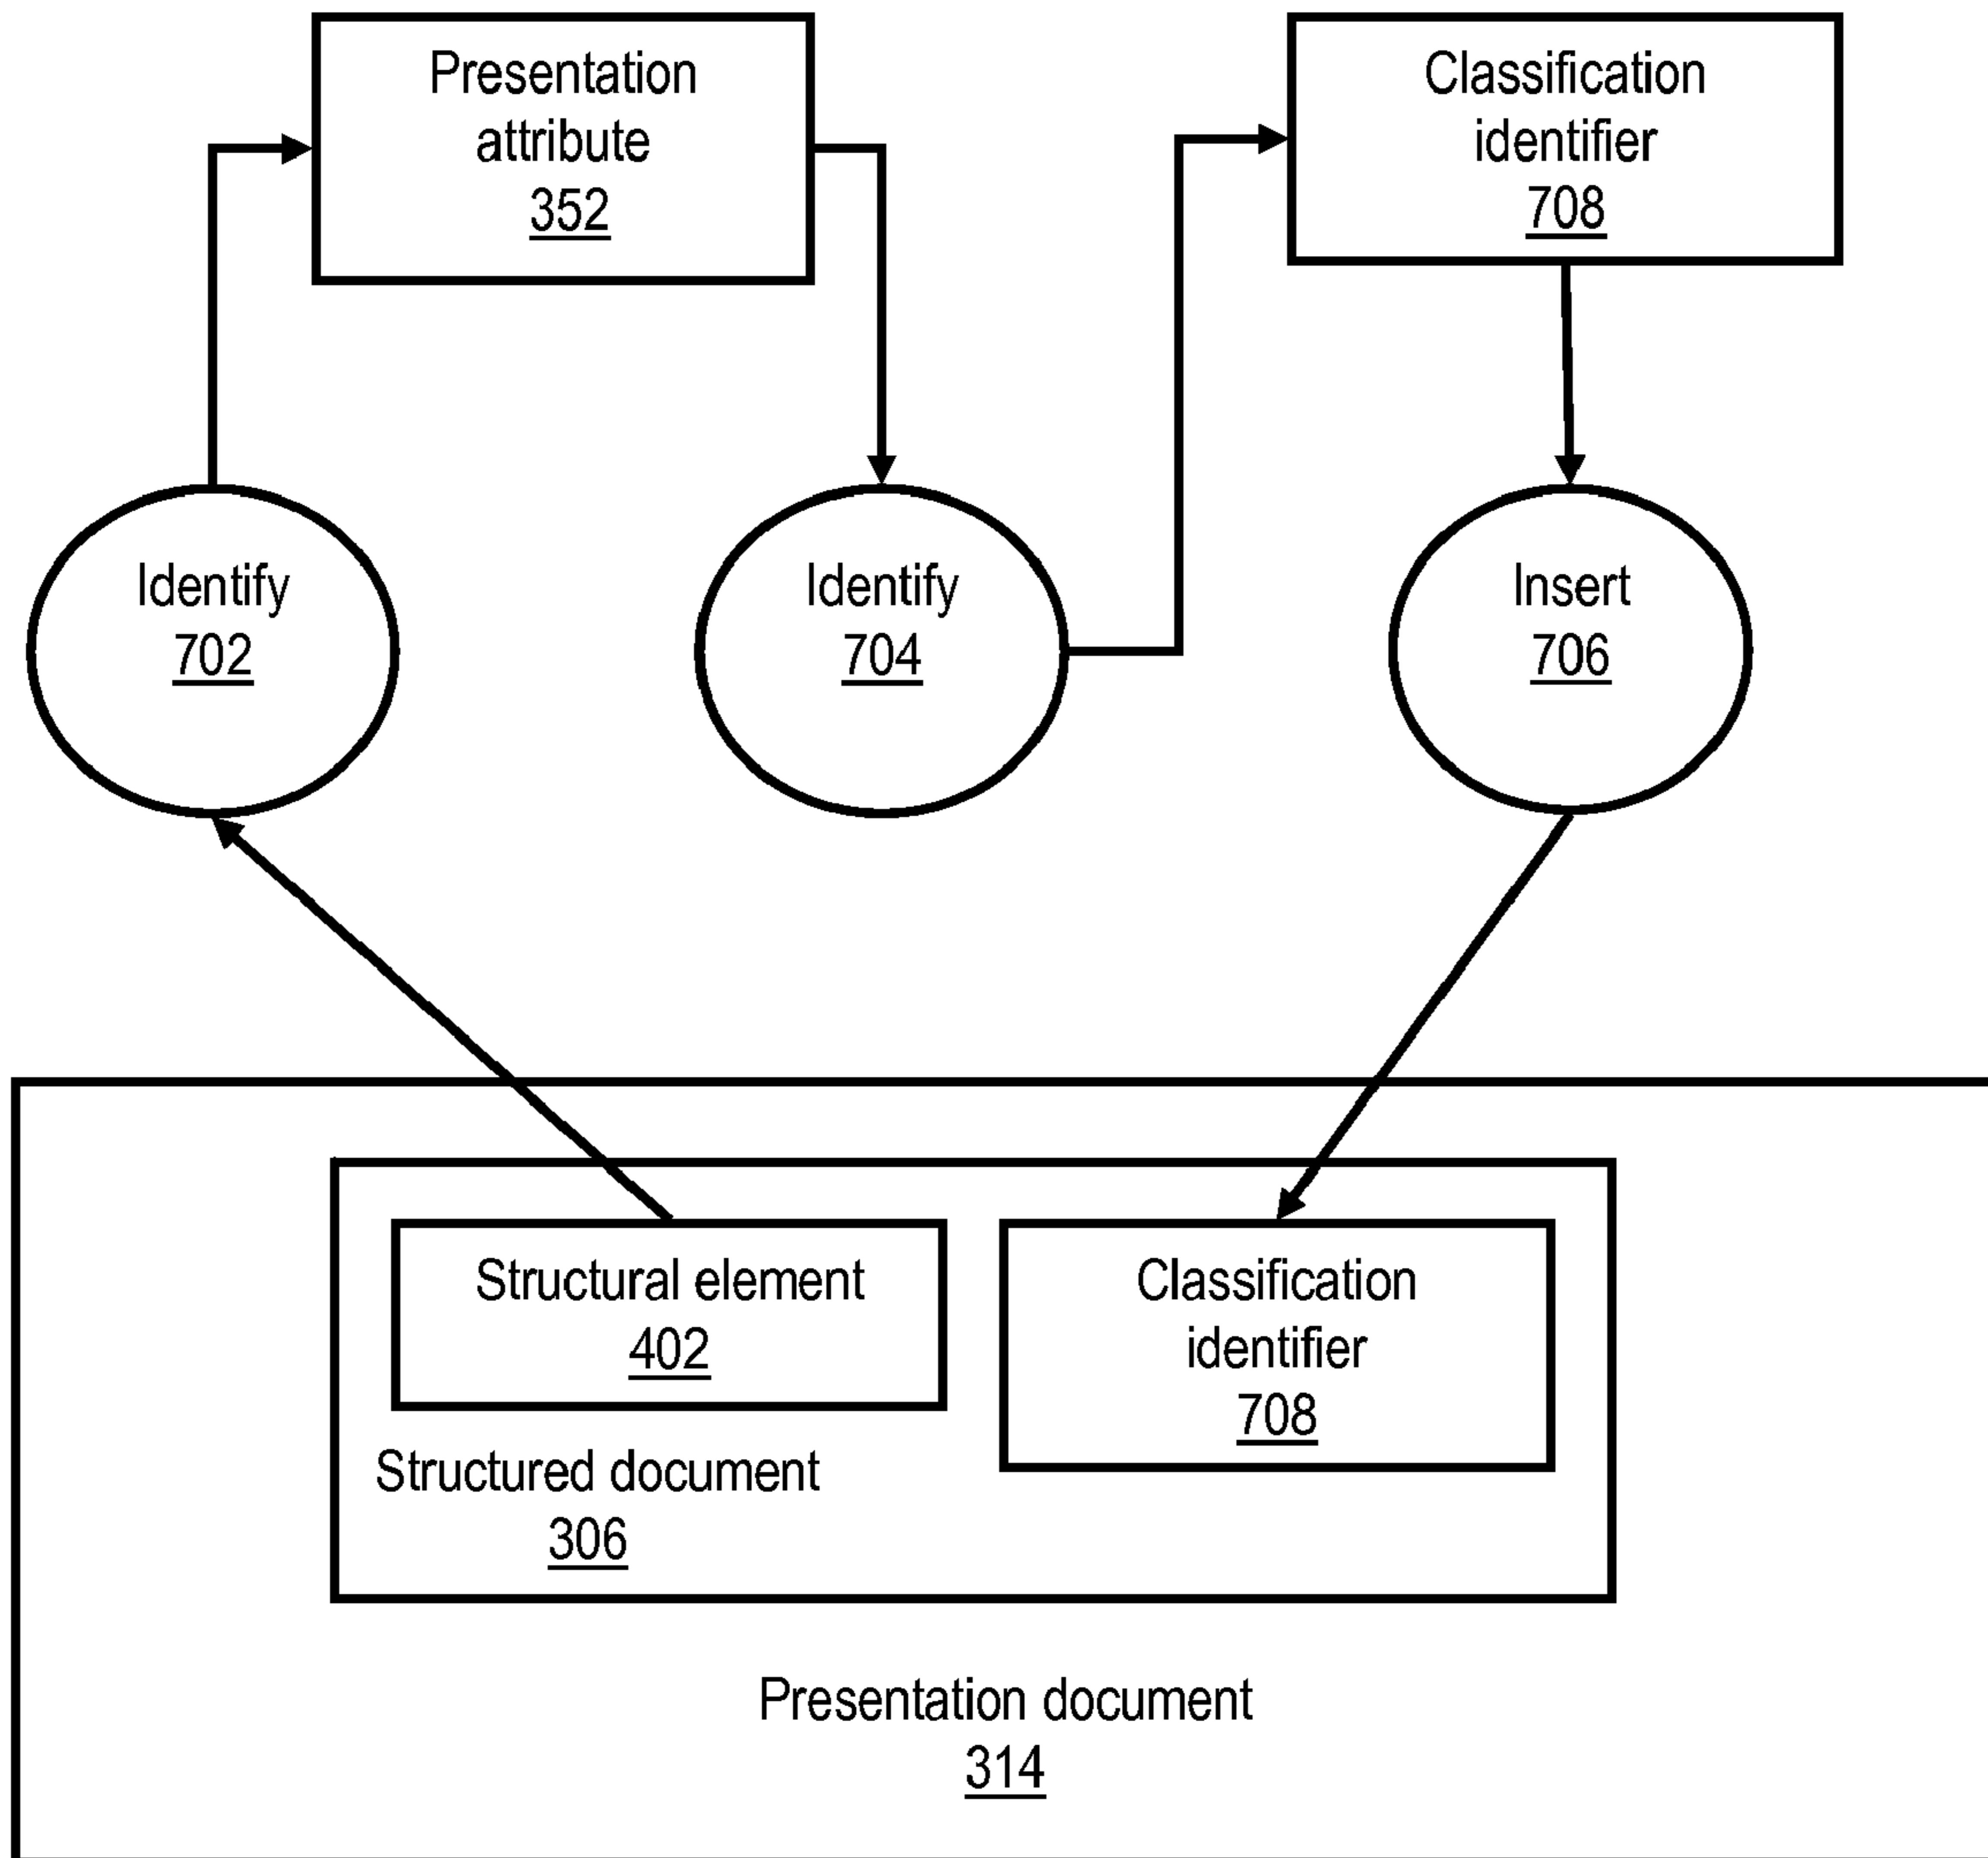 Presentation
attribute
352
Classification
identifier
708
Identify
702
Identify
704
Insert
706
Structural element
402
Classification
identifier
708
Structured document
306
Presentation document
314